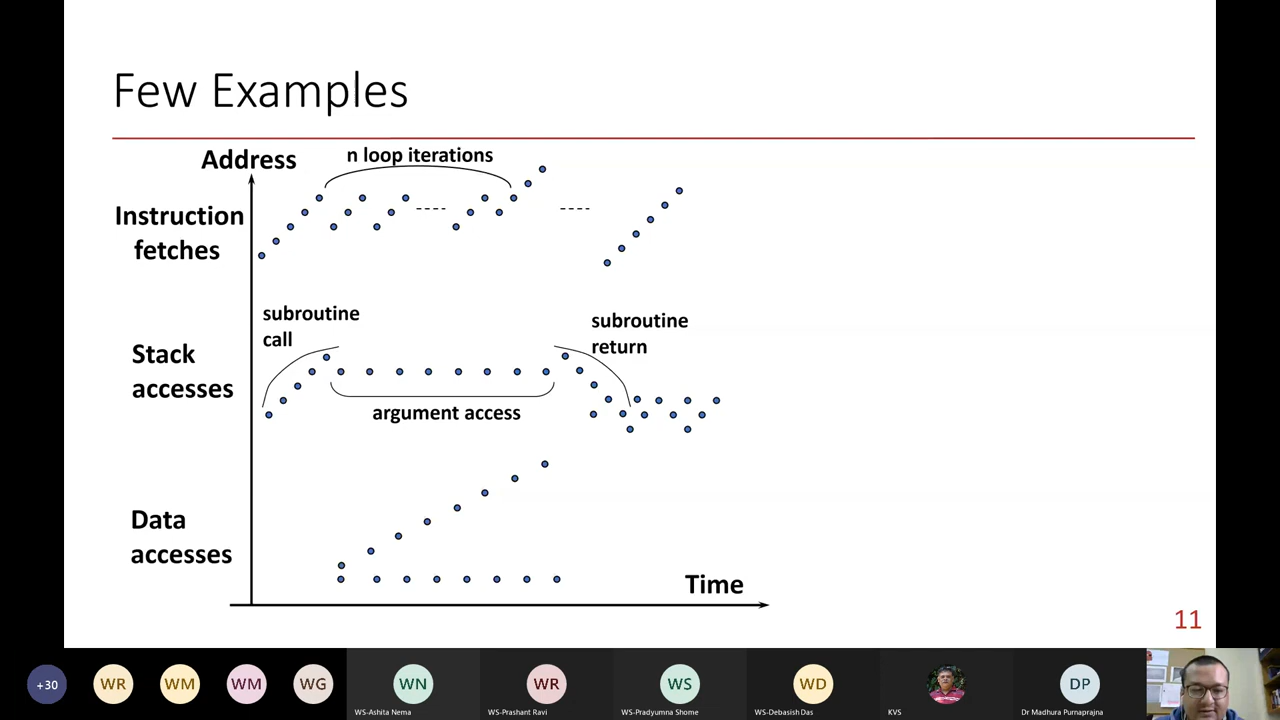 Few Examples
Address
n loop iterations
Instruction
fetches
subroutine
call
subroutine
return
Stack
accesses
argument access
Data
accesses
Time
11
+30
WR
WM
WM
WG
WN
WR
WS
WD
DP
WS-Ashita Nema
WS-Prashant Ravi
WS-Pradyumna Shome
WS-Debasish Das
KVS
Dr Madhura Purnaprajna